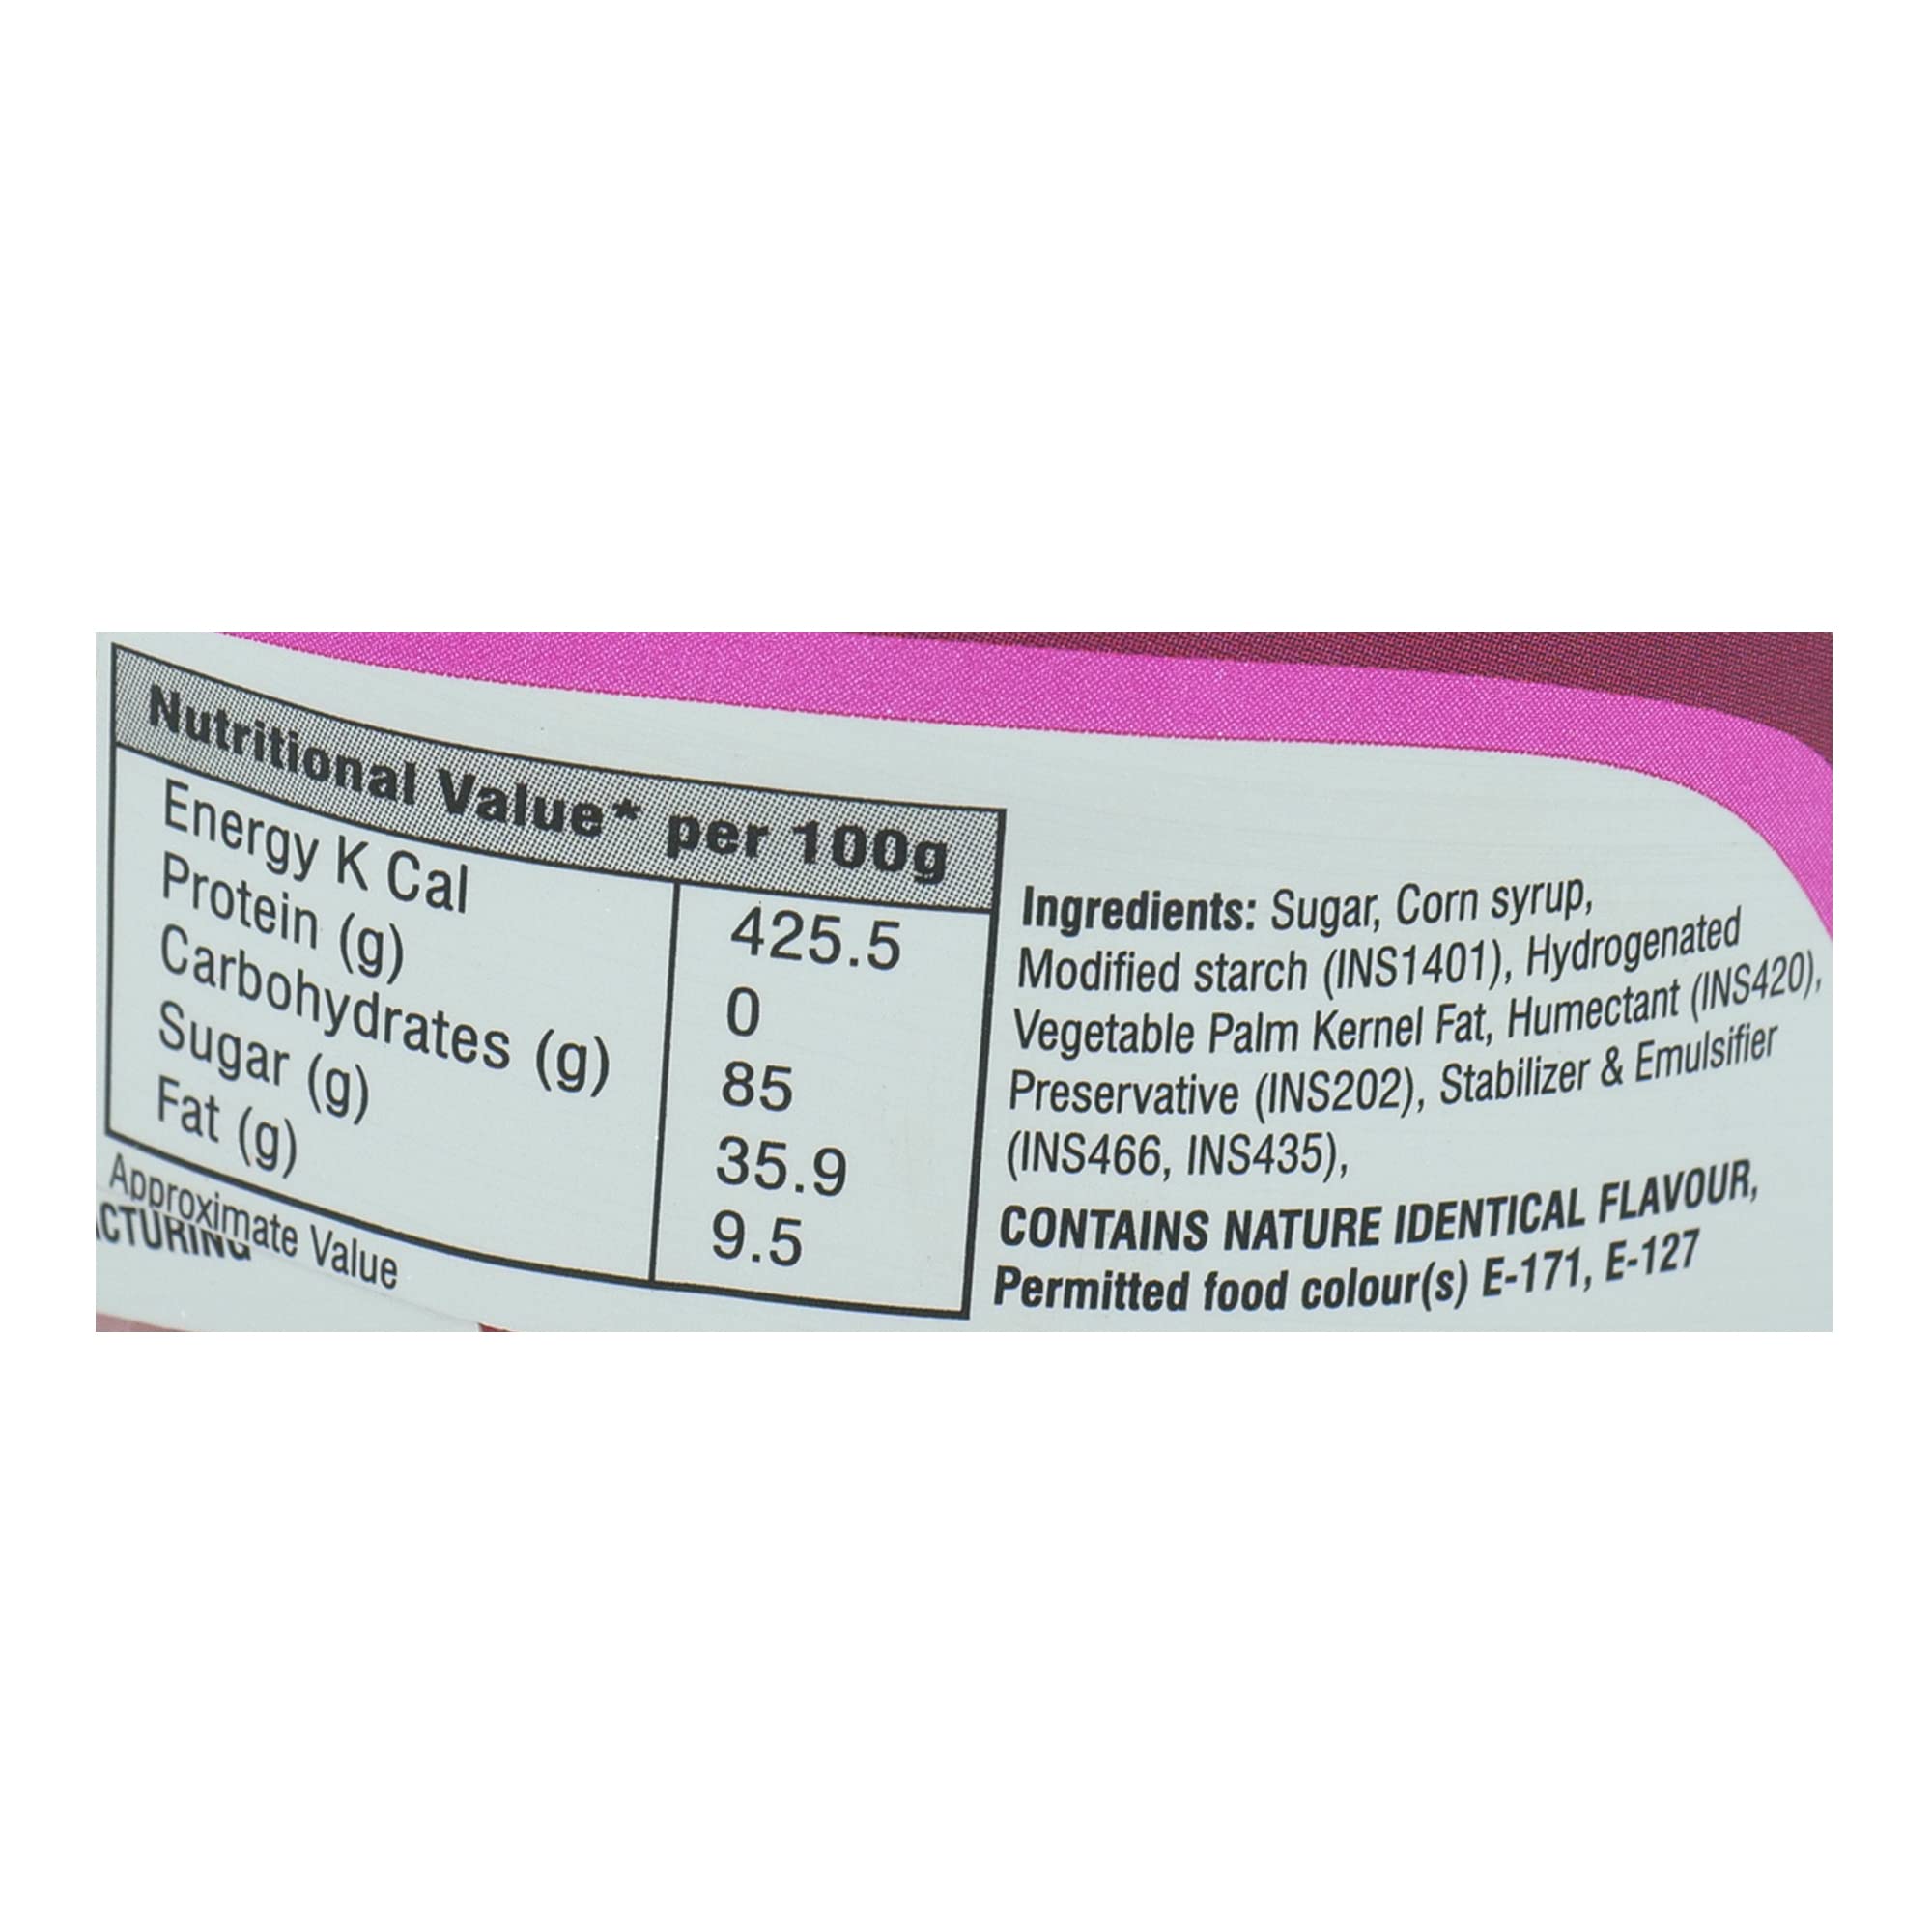 Nutritional Value* per 100g
Energy K Cal 425.5
Protein (g) 0
Carbohydrates (g) 85
Sugar (g) 35.9
Fat (g) 9.5
Approximate Value
Ingredients: Sugar, Corn syrup,
Modified starch (INS1401), Hydrogenated
Vegetable Palm Kernel Fat, Humectant (INS420),
Preservative (INS202), Stabilizer & Emulsifier
(INS466, INS435),
CONTAINS NATURE IDENTICAL FLAVOUR,
Permitted food colour(s) E-171, E-127